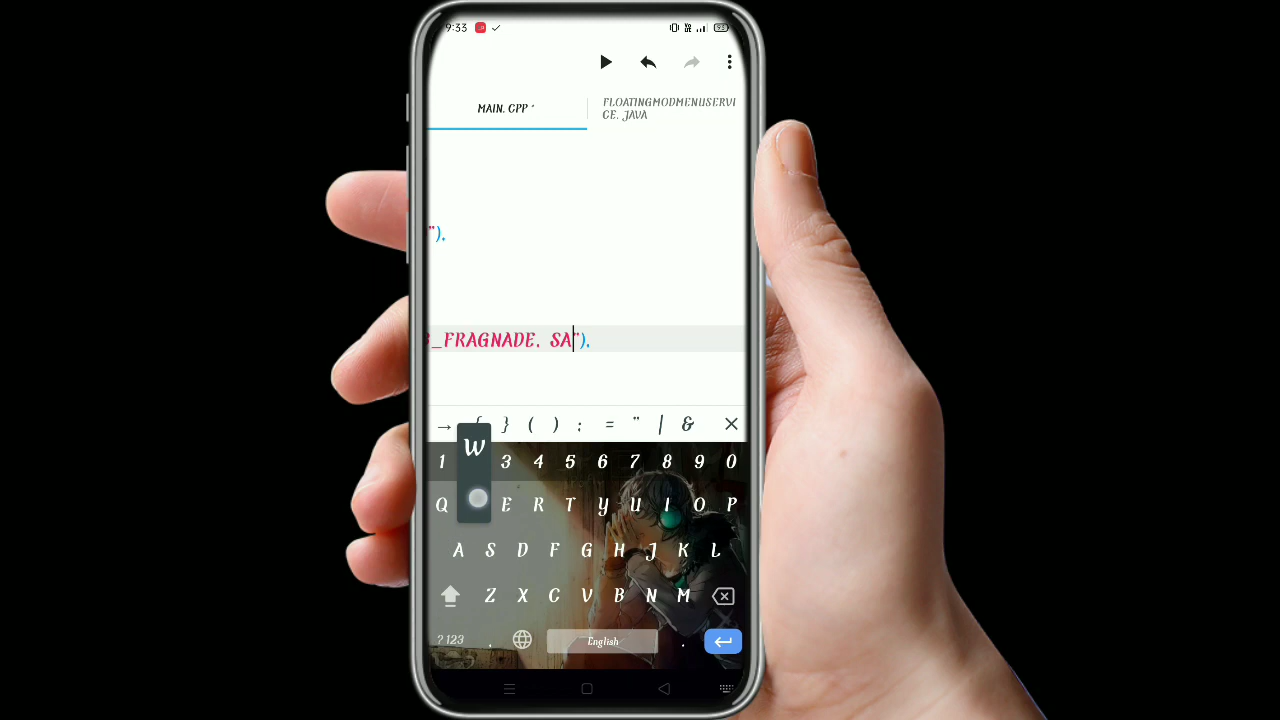 9:33
MAIN. CPP *
FLOATINGMODMENUSERVI
CE. JAVA
"),
_FRAGNADE. SA"),
→ { } ( ) : = " | & ×
1 3 4 5 6 7 8 9 0
W
Q E R T Y U I O P
A S D F G H J K L
Z X C V B N M
?123 , English .